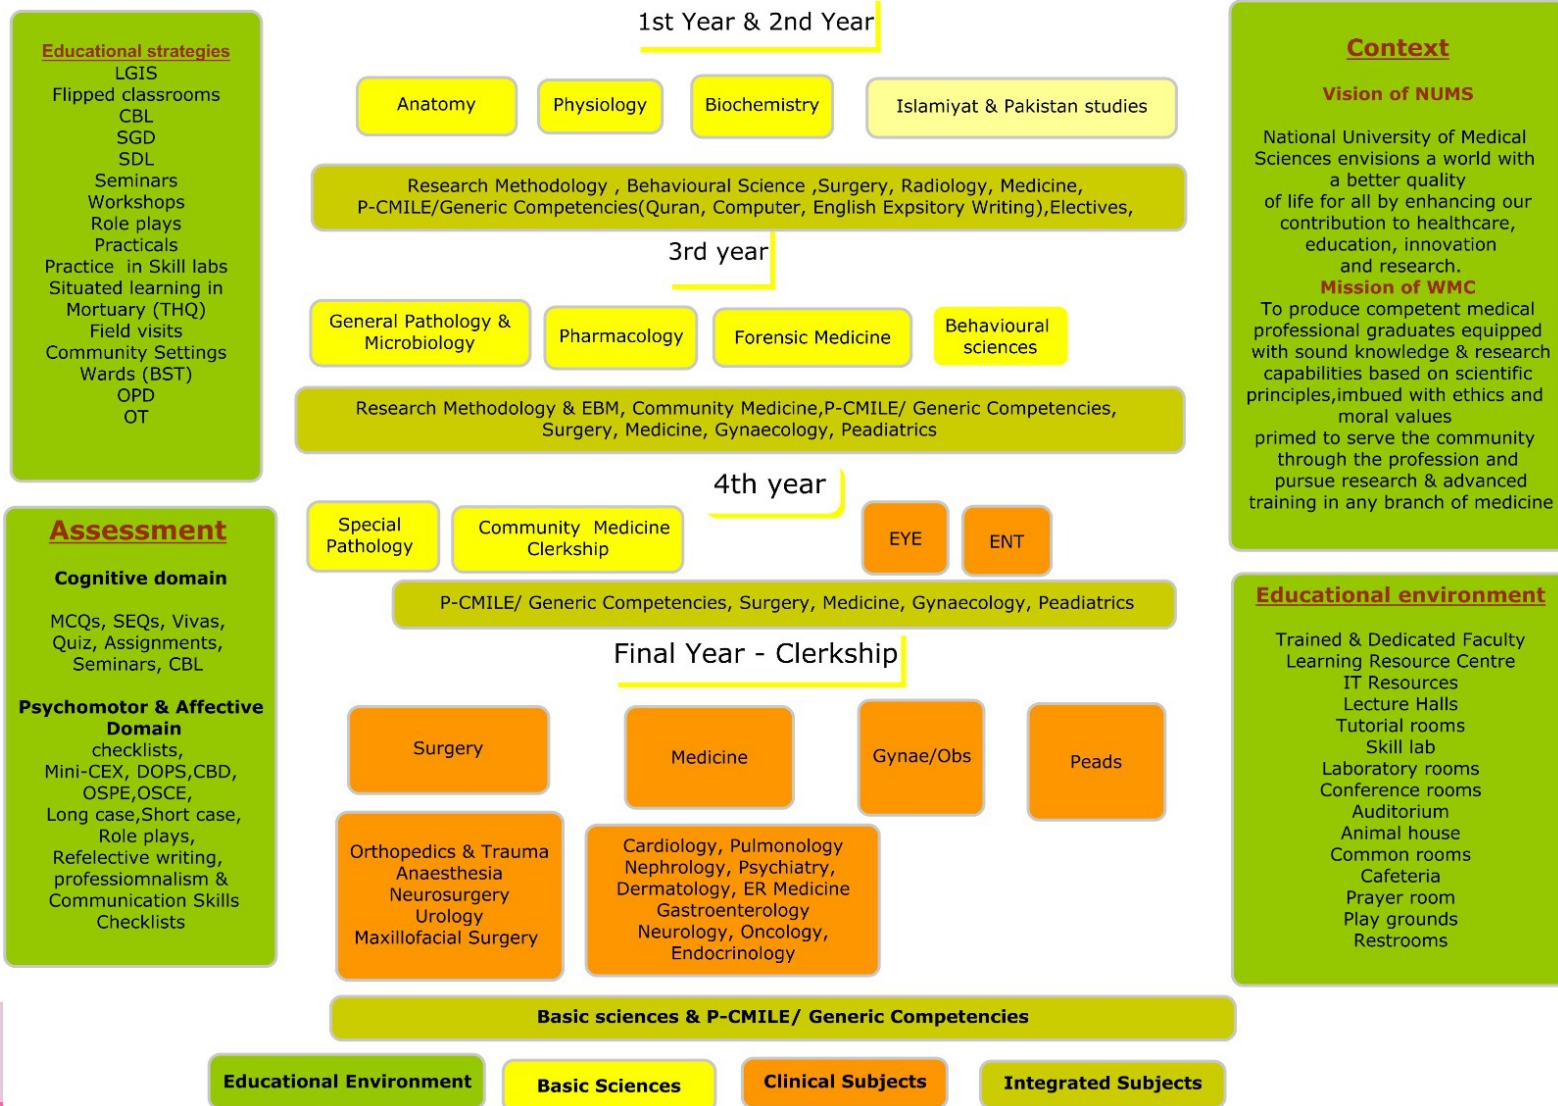 Educational strategies
LGIS
Flipped classrooms
CBL
SGD
SDL
Seminars
Workshops
Role plays
Practicals
Practice in Skill labs
Situated learning in
Mortuary (THQ)
Field visits
Community Settings
Wards (BST)
OPD
OT
Assessment
Cognitive domain
MCQs, SEQs, Vivas,
Quiz, Assignments,
Seminars, CBL
Psychomotor & Affective
Domain
checklists,
Mini-CEX, DOPS,CBD,
OSPE,OSCE,
Long case,Short case,
Role plays,
Refelective writing,
professiomnalism &
Communication Skills
Checklists
1st Year & 2nd Year
Anatomy
Physiology
Biochemistry
Islamiyat & Pakistan studies
Research Methodology , Behavioural Science ,Surgery, Radiology, Medicine,
P-CMILE/Generic Competencies(Quran, Computer, English Expsitory Writing),Electives,
3rd year
General Pathology &
Microbiology
Pharmacology
Forensic Medicine
Behavioural
sciences
Research Methodology & EBM, Community Medicine,P-CMILE/ Generic Competencies,
Surgery, Medicine, Gynaecology, Peadiatrics
4th year
Special
Pathology
Community Medicine
Clerkship
EYE
ENT
P-CMILE/ Generic Competencies, Surgery, Medicine, Gynaecology, Peadiatrics
Final Year - Clerkship
Surgery
Medicine
Gynae/Obs
Peads
Orthopedics & Trauma
Anaesthesia
Neurosurgery
Urology
Maxillofacial Surgery
Cardiology, Pulmonology
Nephrology, Psychiatry,
Dermatology, ER Medicine
Gastroenterology
Neurology, Oncology,
Endocrinology
Basic sciences & P-CMILE/ Generic Competencies
Context
Vision of NUMS
National University of Medical
Sciences envisions a world with
a better quality
of life for all by enhancing our
contribution to healthcare,
education, innovation
and research.
Mission of WMC
To produce competent medical
professional graduates equipped
with sound knowledge & research
capabilities based on scientific
principles,imbued with ethics and
moral values
primed to serve the community
through the profession and
pursue research & advanced
training in any branch of medicine
Educational environment
Trained & Dedicated Faculty
Learning Resource Centre
IT Resources
Lecture Halls
Tutorial rooms
Skill lab
Laboratory rooms
Conference rooms
Auditorium
Animal house
Common rooms
Cafeteria
Prayer room
Play grounds
Restrooms
Educational Environment
Basic Sciences
Clinical Subjects
Integrated Subjects